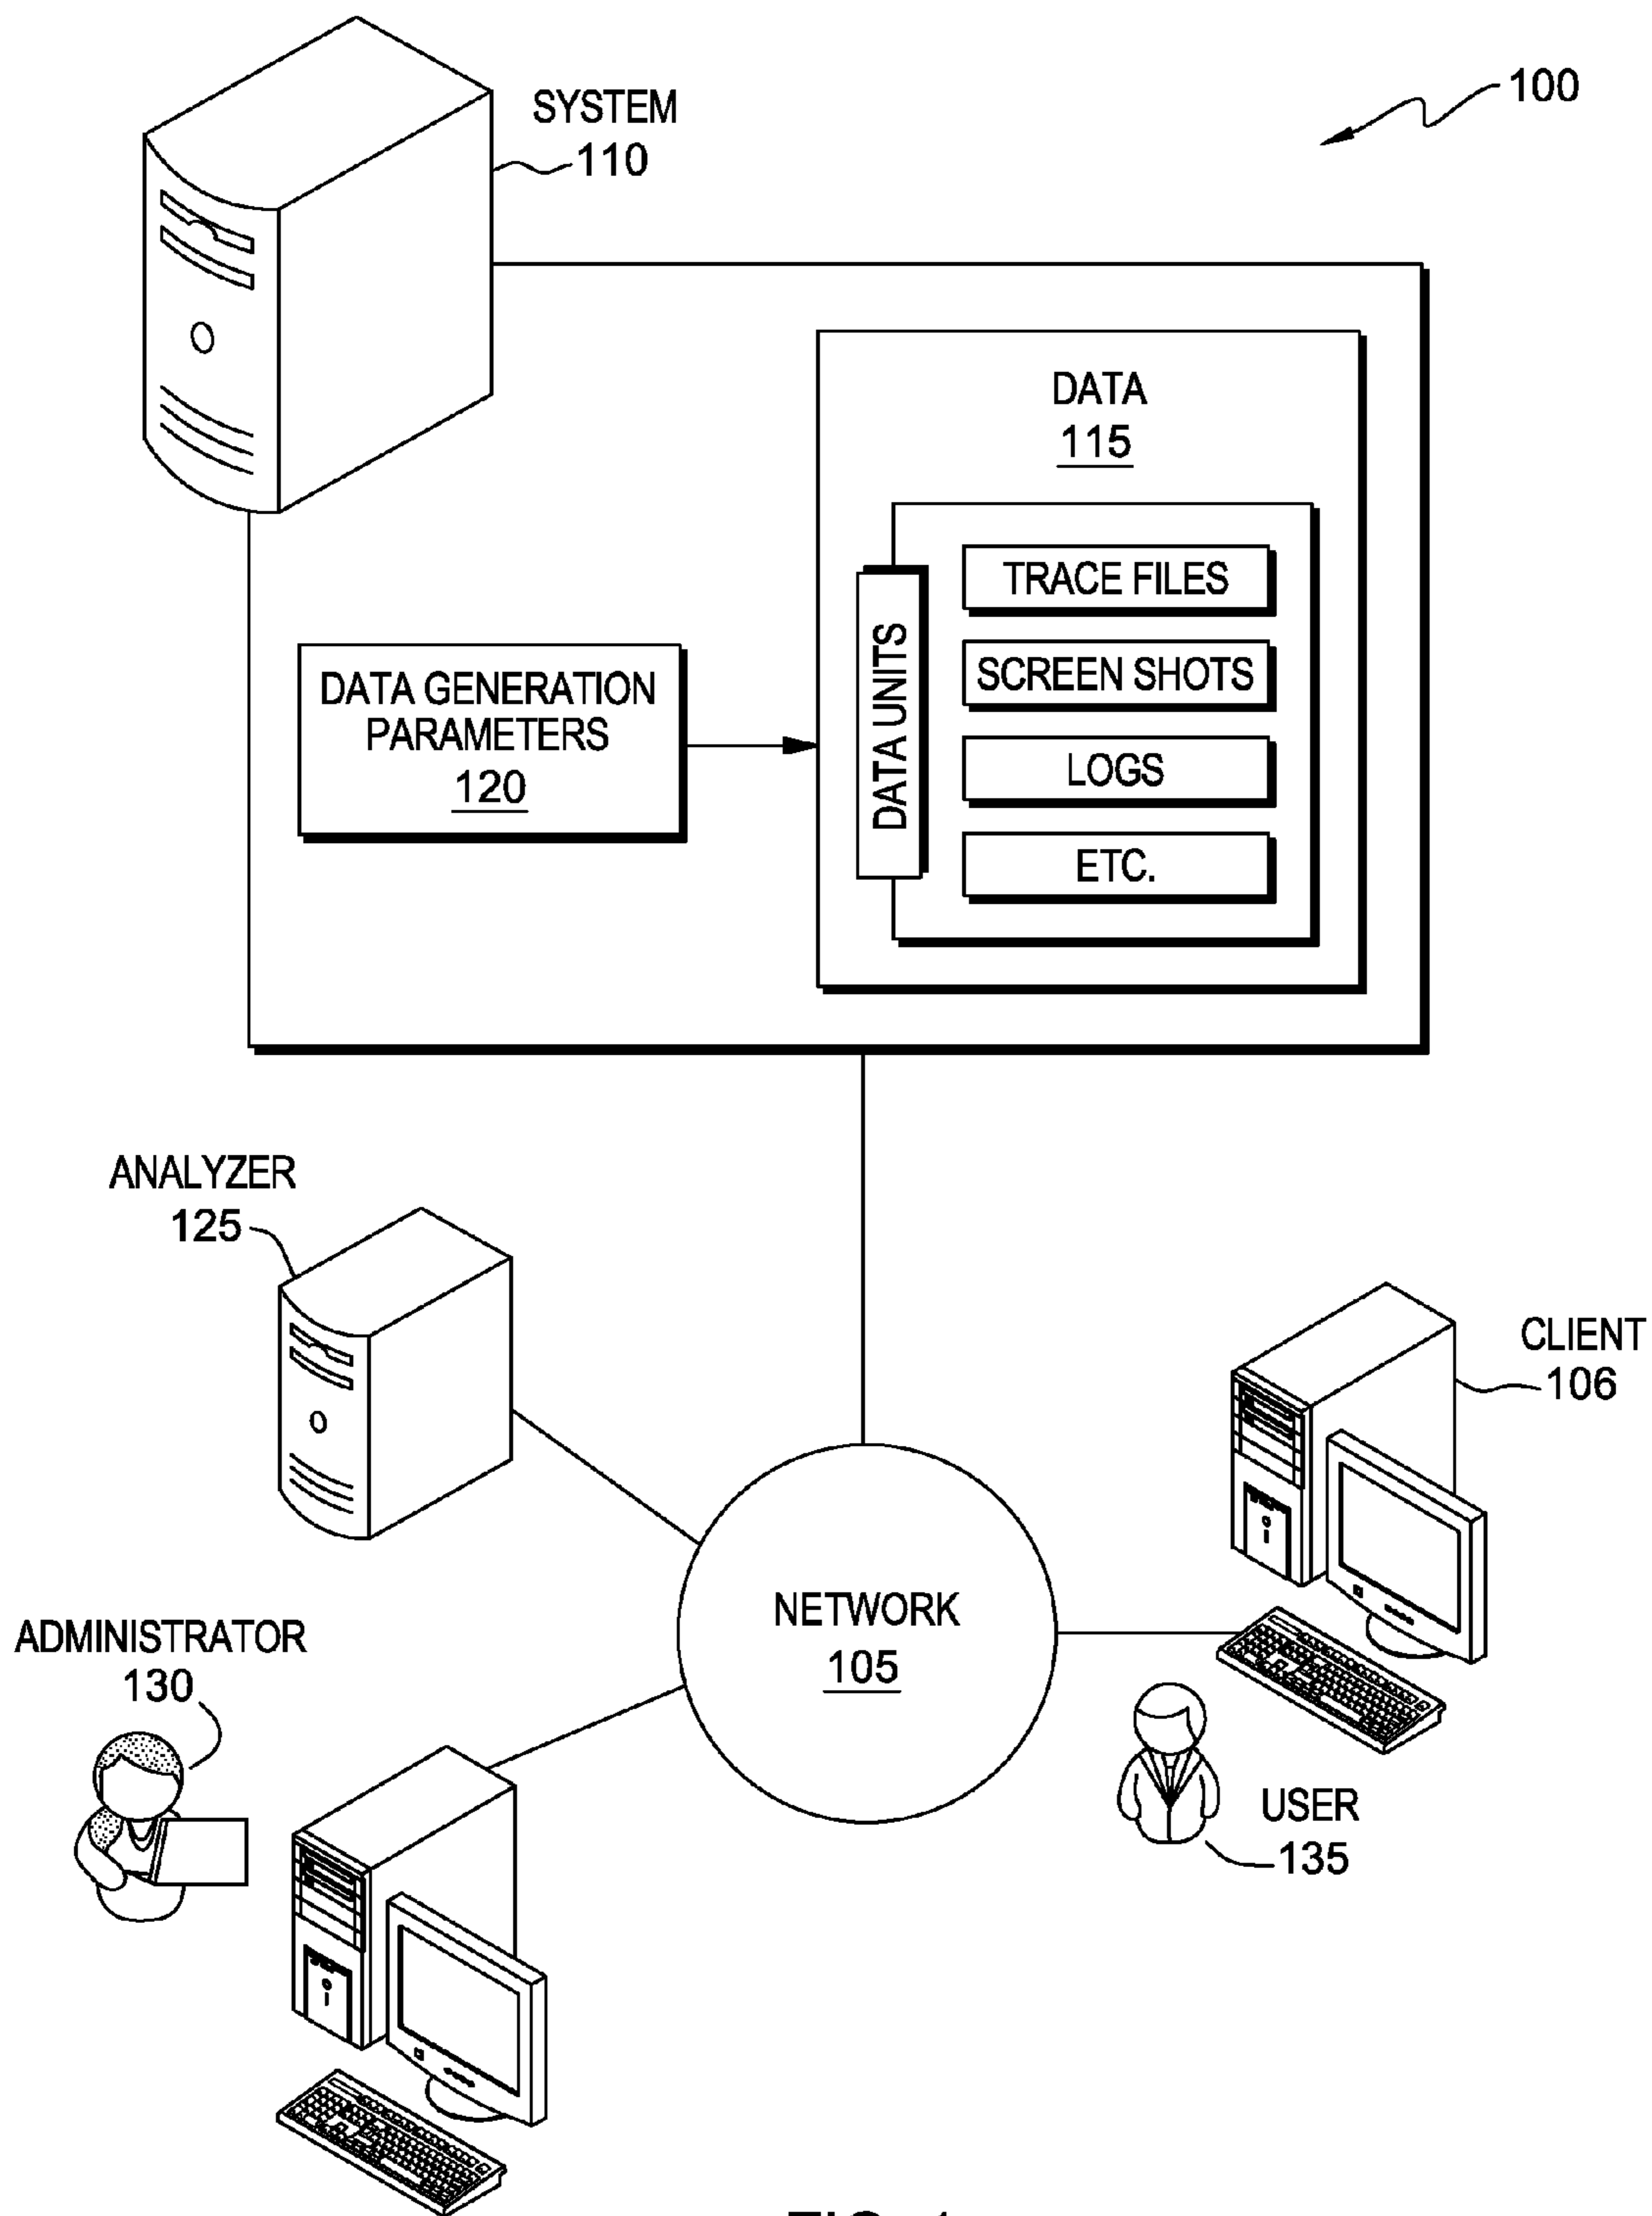 100
SYSTEM
110
DATA
115
TRACE FILES
SCREEN SHOTS
LOGS
ETC.
DATA UNITS
DATA GENERATION
PARAMETERS
120
ANALYZER
125
CLIENT
106
NETWORK
105
ADMINISTRATOR
130
USER
135